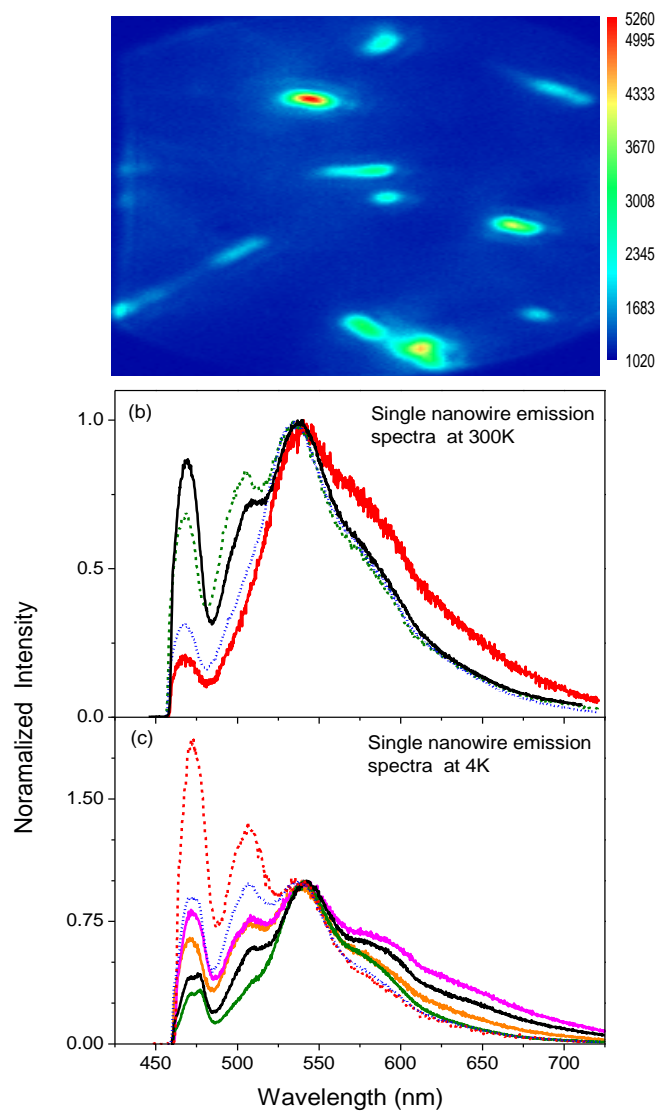 5260
4995
4333
3670
3008
2345
1683
1020
(b)
Single nanowire emission
spectra at 300K
1.0
0.5
0.0
Noramalized Intensity
(c)
Single nanowire emission
spectra at 4K
1.50
0.75
0.00
450 500 550 600 650 700
Wavelength (nm)